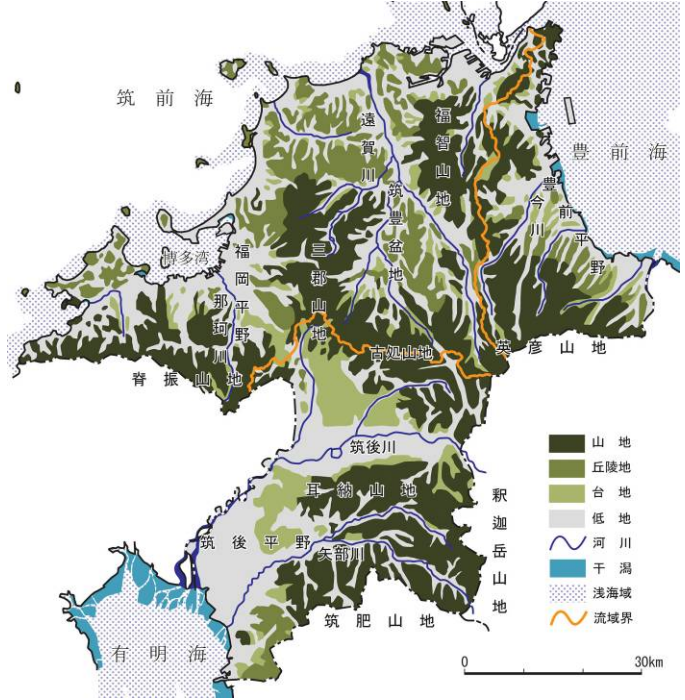 筑前海
豊前海
有明海
博多湾
遠賀川
福智山地
筑豊盆地
今川
豊前平野
福岡平野
三郡山地
那珂川
脊振山地
古処山地
英彦山地
筑後川
耳納山地
釈迦岳山地
筑後平野
矢部川
筑肥山地
山地
丘陵地
台地
低地
河川
干潟
浅海域
流域界
0 30km